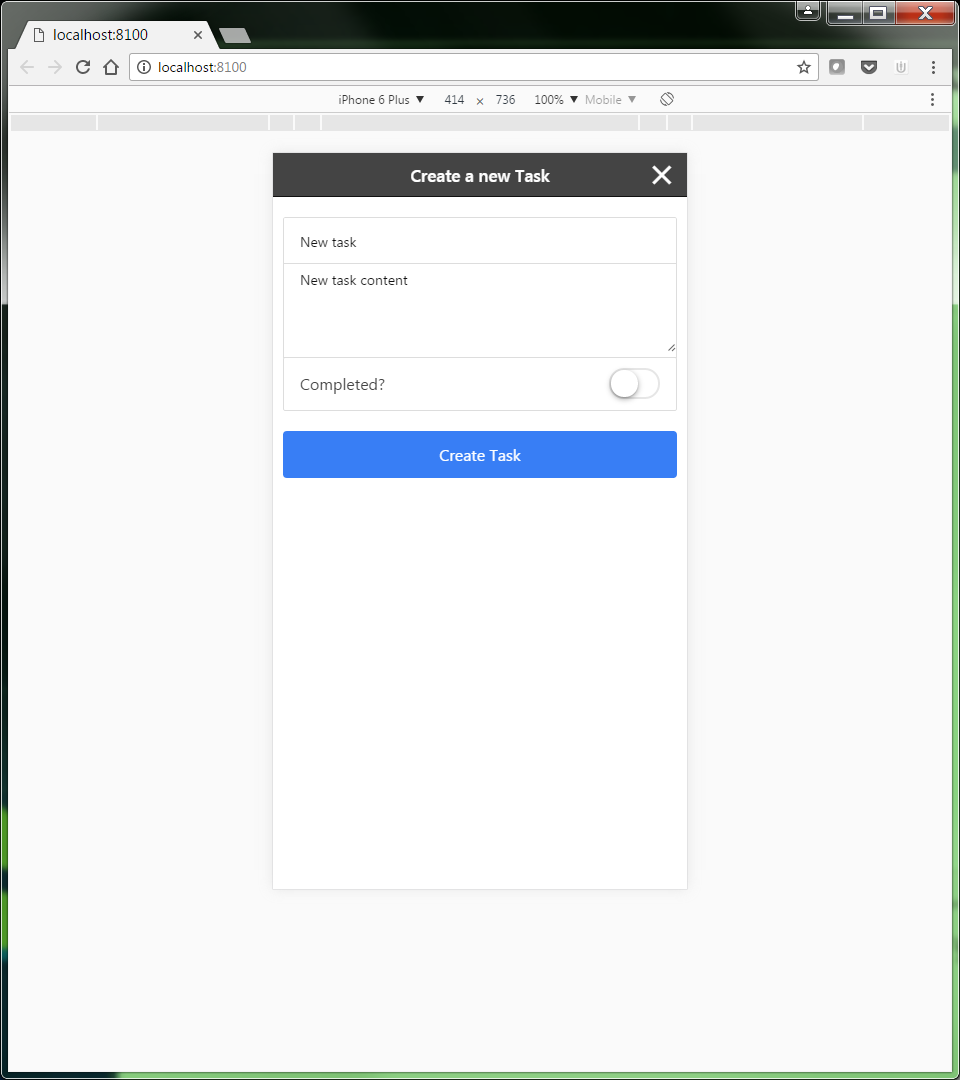 localhost:8100
localhost:8100
iPhone 6 Plus ▼ 414 × 736 100% ▼ Mobile ▼
Create a new Task
New task
New task content
Completed?
Create Task